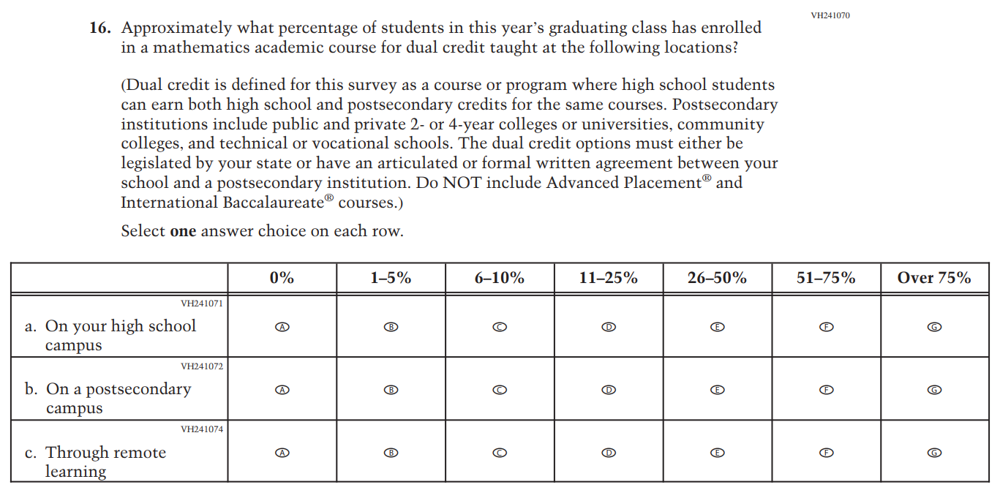 VH241070
16. Approximately what percentage of students in this year’s graduating class has enrolled
in a mathematics academic course for dual credit taught at the following locations?
(Dual credit is defined for this survey as a course or program where high school students
can earn both high school and postsecondary credits for the same courses. Postsecondary
institutions include public and private 2- or 4-year colleges or universities, community
colleges, and technical or vocational schools. The dual credit options must either be
legislated by your state or have an articulated or formal written agreement between your
school and a postsecondary institution. Do NOT include Advanced Placement® and
International Baccalaureate® courses.)
Select one answer choice on each row.
0% 1–5% 6–10% 11–25% 26–50% 51–75% Over 75%
VH241071
a. On your high school A B C D E F G
campus
VH241072
b. On a postsecondary A B C D E F G
campus
VH241074
c. Through remote A B C D E F G
learning